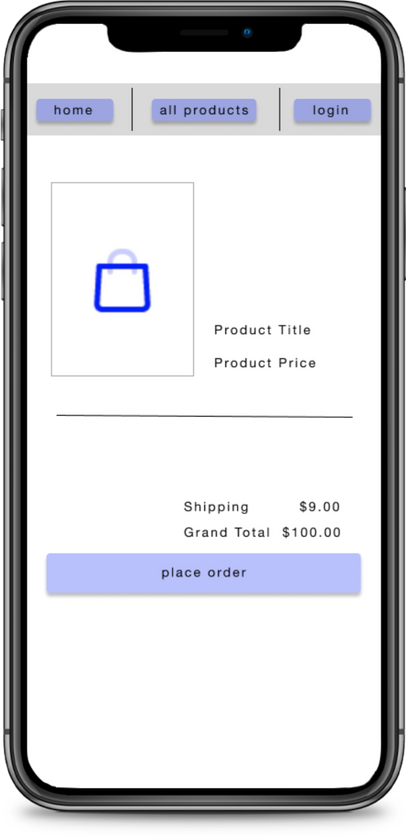 home all products login
Product Title
Product Price
Shipping $9.00
Grand Total $100.00
place order